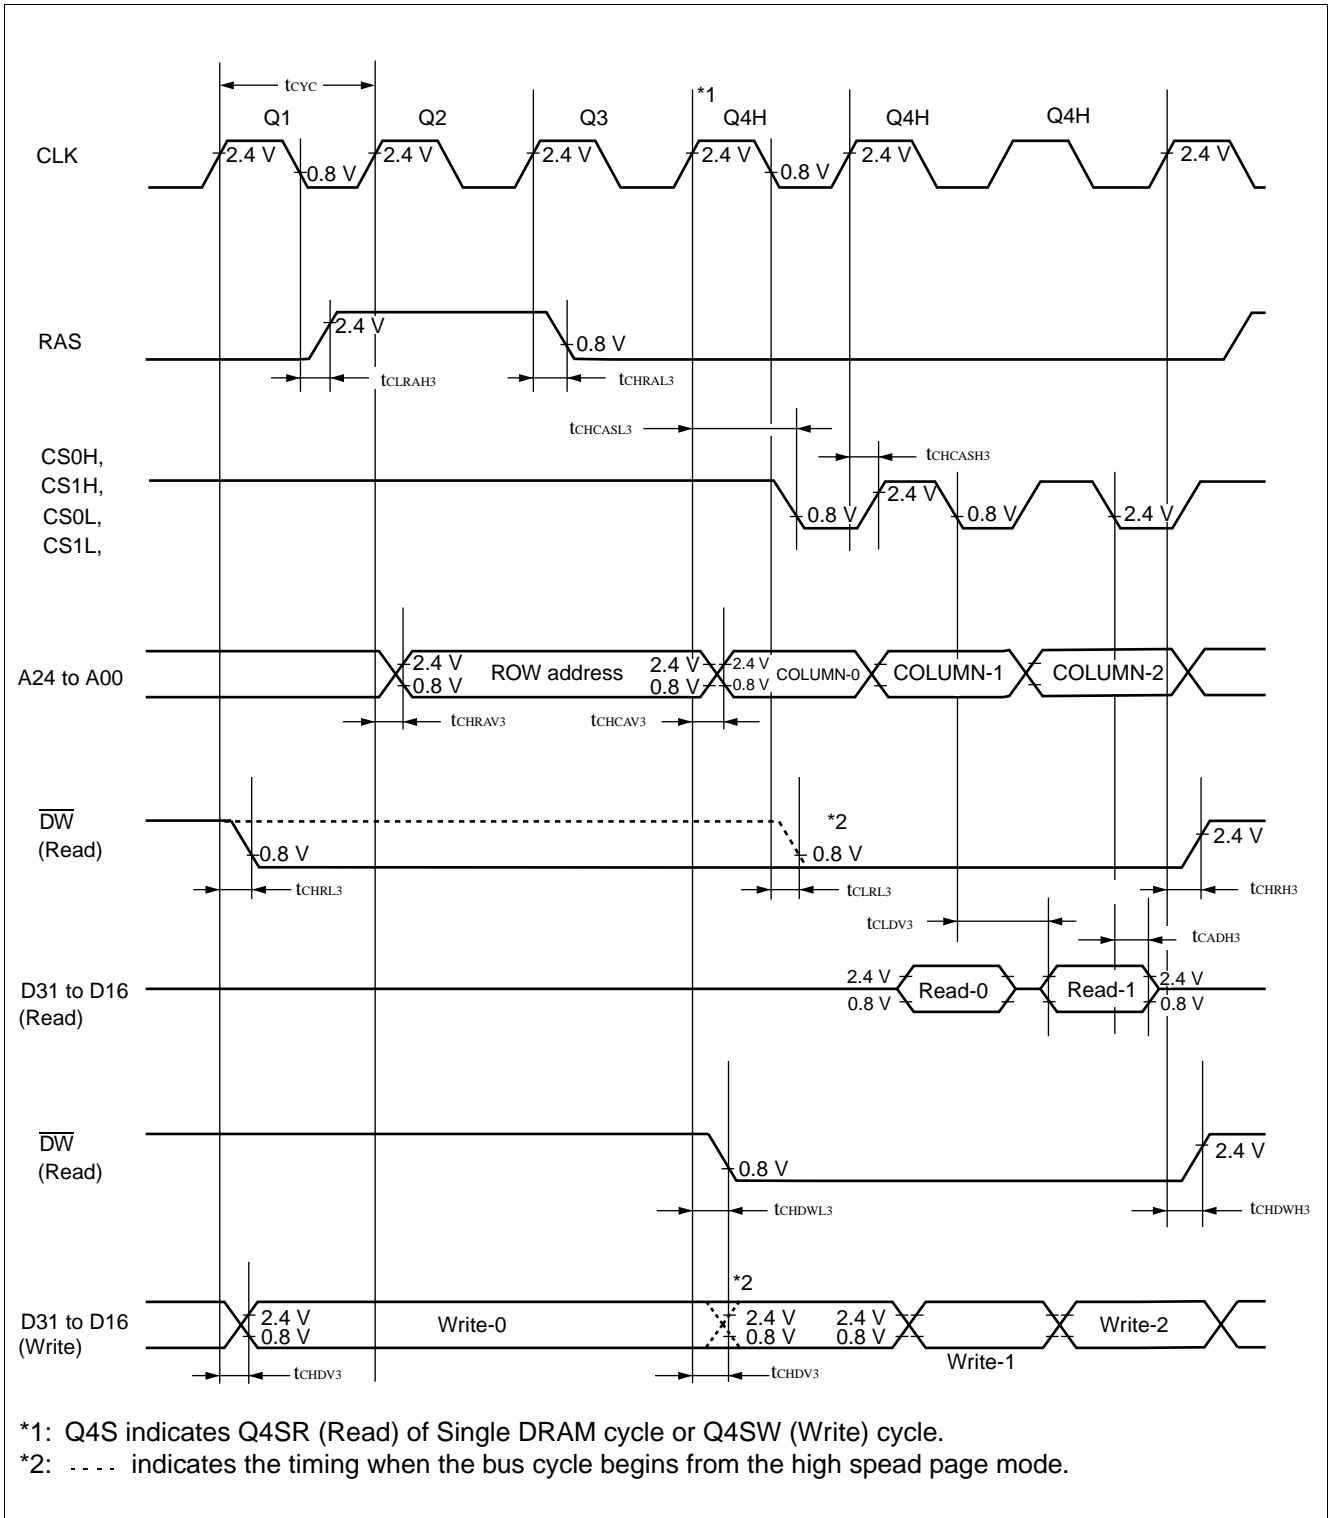 tCYC
*1
Q1 Q2 Q3 Q4H Q4H Q4H
CLK
2.4 V 2.4 V 2.4 V 2.4 V 2.4 V 2.4 V
0.8 V 0.8 V
RAS
2.4 V
0.8 V
tCLRAH3 tCHRAL3
tCHCASL3
tCHCASH3
CS0H,
CS1H,
CS0L,
CS1L,
2.4 V
0.8 V 0.8 V 2.4 V
A24 to A00
2.4 V ROW address 2.4 V 2.4 V COLUMN-0 COLUMN-1 COLUMN-2
0.8 V 0.8 V 0.8 V
tCHRAV3 tCHCAV3
DW
(Read)
*2
0.8 V 0.8 V 2.4 V
tCHRL3 tCLRL3 tCHRH3
tCLDV3 tCADH3
D31 to D16
(Read)
2.4 V Read-0 Read-1 2.4 V
0.8 V 0.8 V
DW
(Read)
0.8 V 2.4 V
tCHDWL3 tCHDWH3
*2
D31 to D16
(Write)
2.4 V Write-0 2.4 V 2.4 V Write-2
0.8 V 0.8 V 0.8 V
Write-1
tCHDV3 tCHDV3
*1: Q4S indicates Q4SR (Read) of Single DRAM cycle or Q4SW (Write) cycle.
*2: ---- indicates the timing when the bus cycle begins from the high spead page mode.